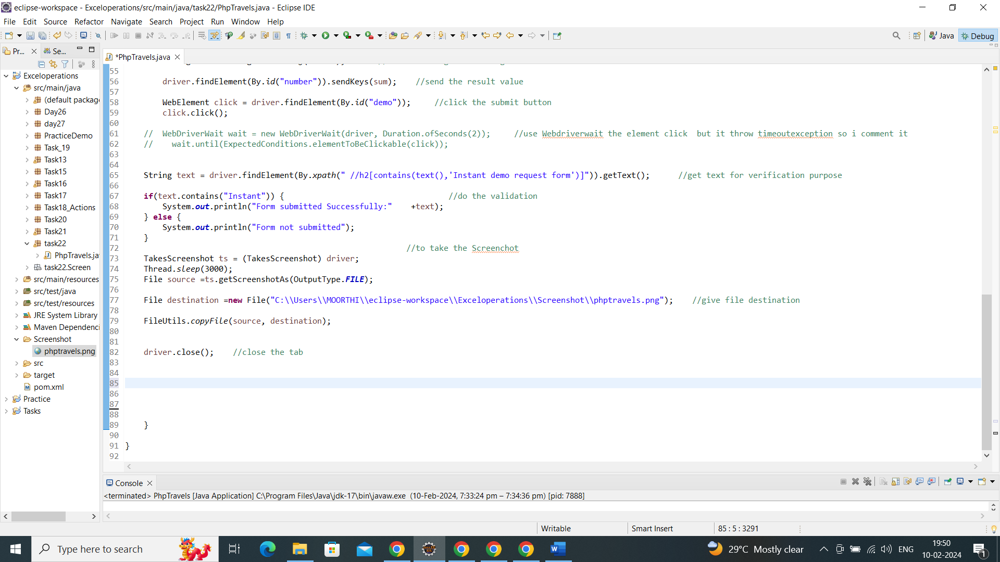 eclipse-workspace - Exceloperations/src/main/java/task22/PhpTravels.java - Eclipse IDE
File Edit Source Refactor Navigate Search Project Run Window Help
Java Debug
Pr... Se...
*PhpTravels.java
Exceloperations
src/main/java
(default package
Day26
day27
PracticeDemo
Task_19
Task13
Task15
Task16
Task17
Task18_Actions
Task20
Task21
task22
PhpTravels.ja
task22.Screen
src/main/resources
src/test/java
src/test/resources
JRE System Library
Maven Dependenci
Screenshot
phptravels.png
src
target
pom.xml
Practice
Tasks
55
56 driver.findElement(By.id("number")).sendKeys(sum); //send the result value
57
58 WebElement click = driver.findElement(By.id("demo")); //click the submit button
59 click.click();
60
61 // WebDriverWait wait = new WebDriverWait(driver, Duration.ofSeconds(2)); //use Webdriverwait the element click but it throw timeoutexception so i comment it
62 // wait.until(ExpectedConditions.elementToBeClickable(click));
63
64
65 String text = driver.findElement(By.xpath(" //h2[contains(text(),'Instant demo request form')]")).getText(); //get text for verification purpose
66
67 if(text.contains("Instant")) { //do the validation
68 System.out.println("Form submitted Successfully:" +text);
69 } else {
70 System.out.println("Form not submitted");
71 }
72 //to take the Screenchot
73 TakesScreenshot ts = (TakesScreenshot) driver;
74 Thread.sleep(3000);
75 File source =ts.getScreenshotAs(OutputType.FILE);
76
77 File destination =new File("C:\\Users\\MOORTHI\\eclipse-workspace\\Exceloperations\\Screenshot\\phptravels.png"); //give file destination
78
79 FileUtils.copyFile(source, destination);
80
81
82 driver.close(); //close the tab
83
84
85
86
87
88
89 }
90
91 }
92
Console
<terminated> PhpTravels [Java Application] C:\Program Files\Java\jdk-17\bin\javaw.exe (10-Feb-2024, 7:33:24 pm – 7:34:36 pm) [pid: 7888]
Writable Smart Insert 85 : 5 : 3291
Type here to search
29°C Mostly clear ENG
19:50
10-02-2024
1